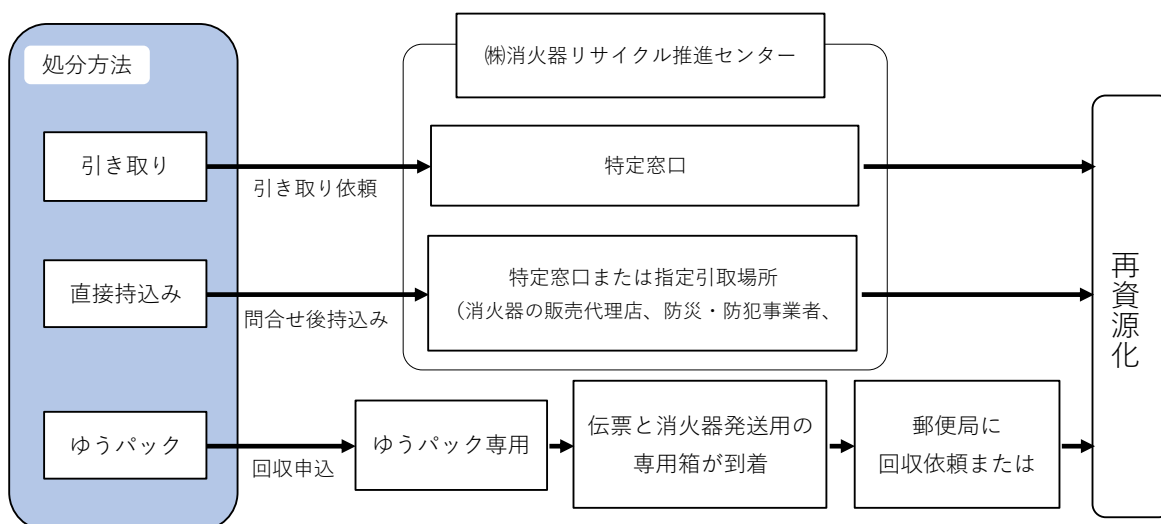 処分方法
㈱消火器リサイクル推進センター
引き取り
引き取り依頼
特定窓口
直接持込み
問合せ後持込み
特定窓口または指定引取場所
（消火器の販売代理店、防災・防犯事業者、
ゆうパック
回収申込
ゆうパック専用
伝票と消火器発送用の
専用箱が到着
郵便局に
回収依頼または
再資源化